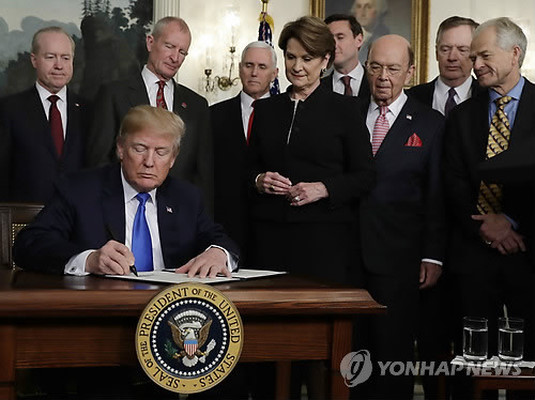 SEAL OF THE PRESIDENT OF THE UNITED STATES
YONHAP NEWS